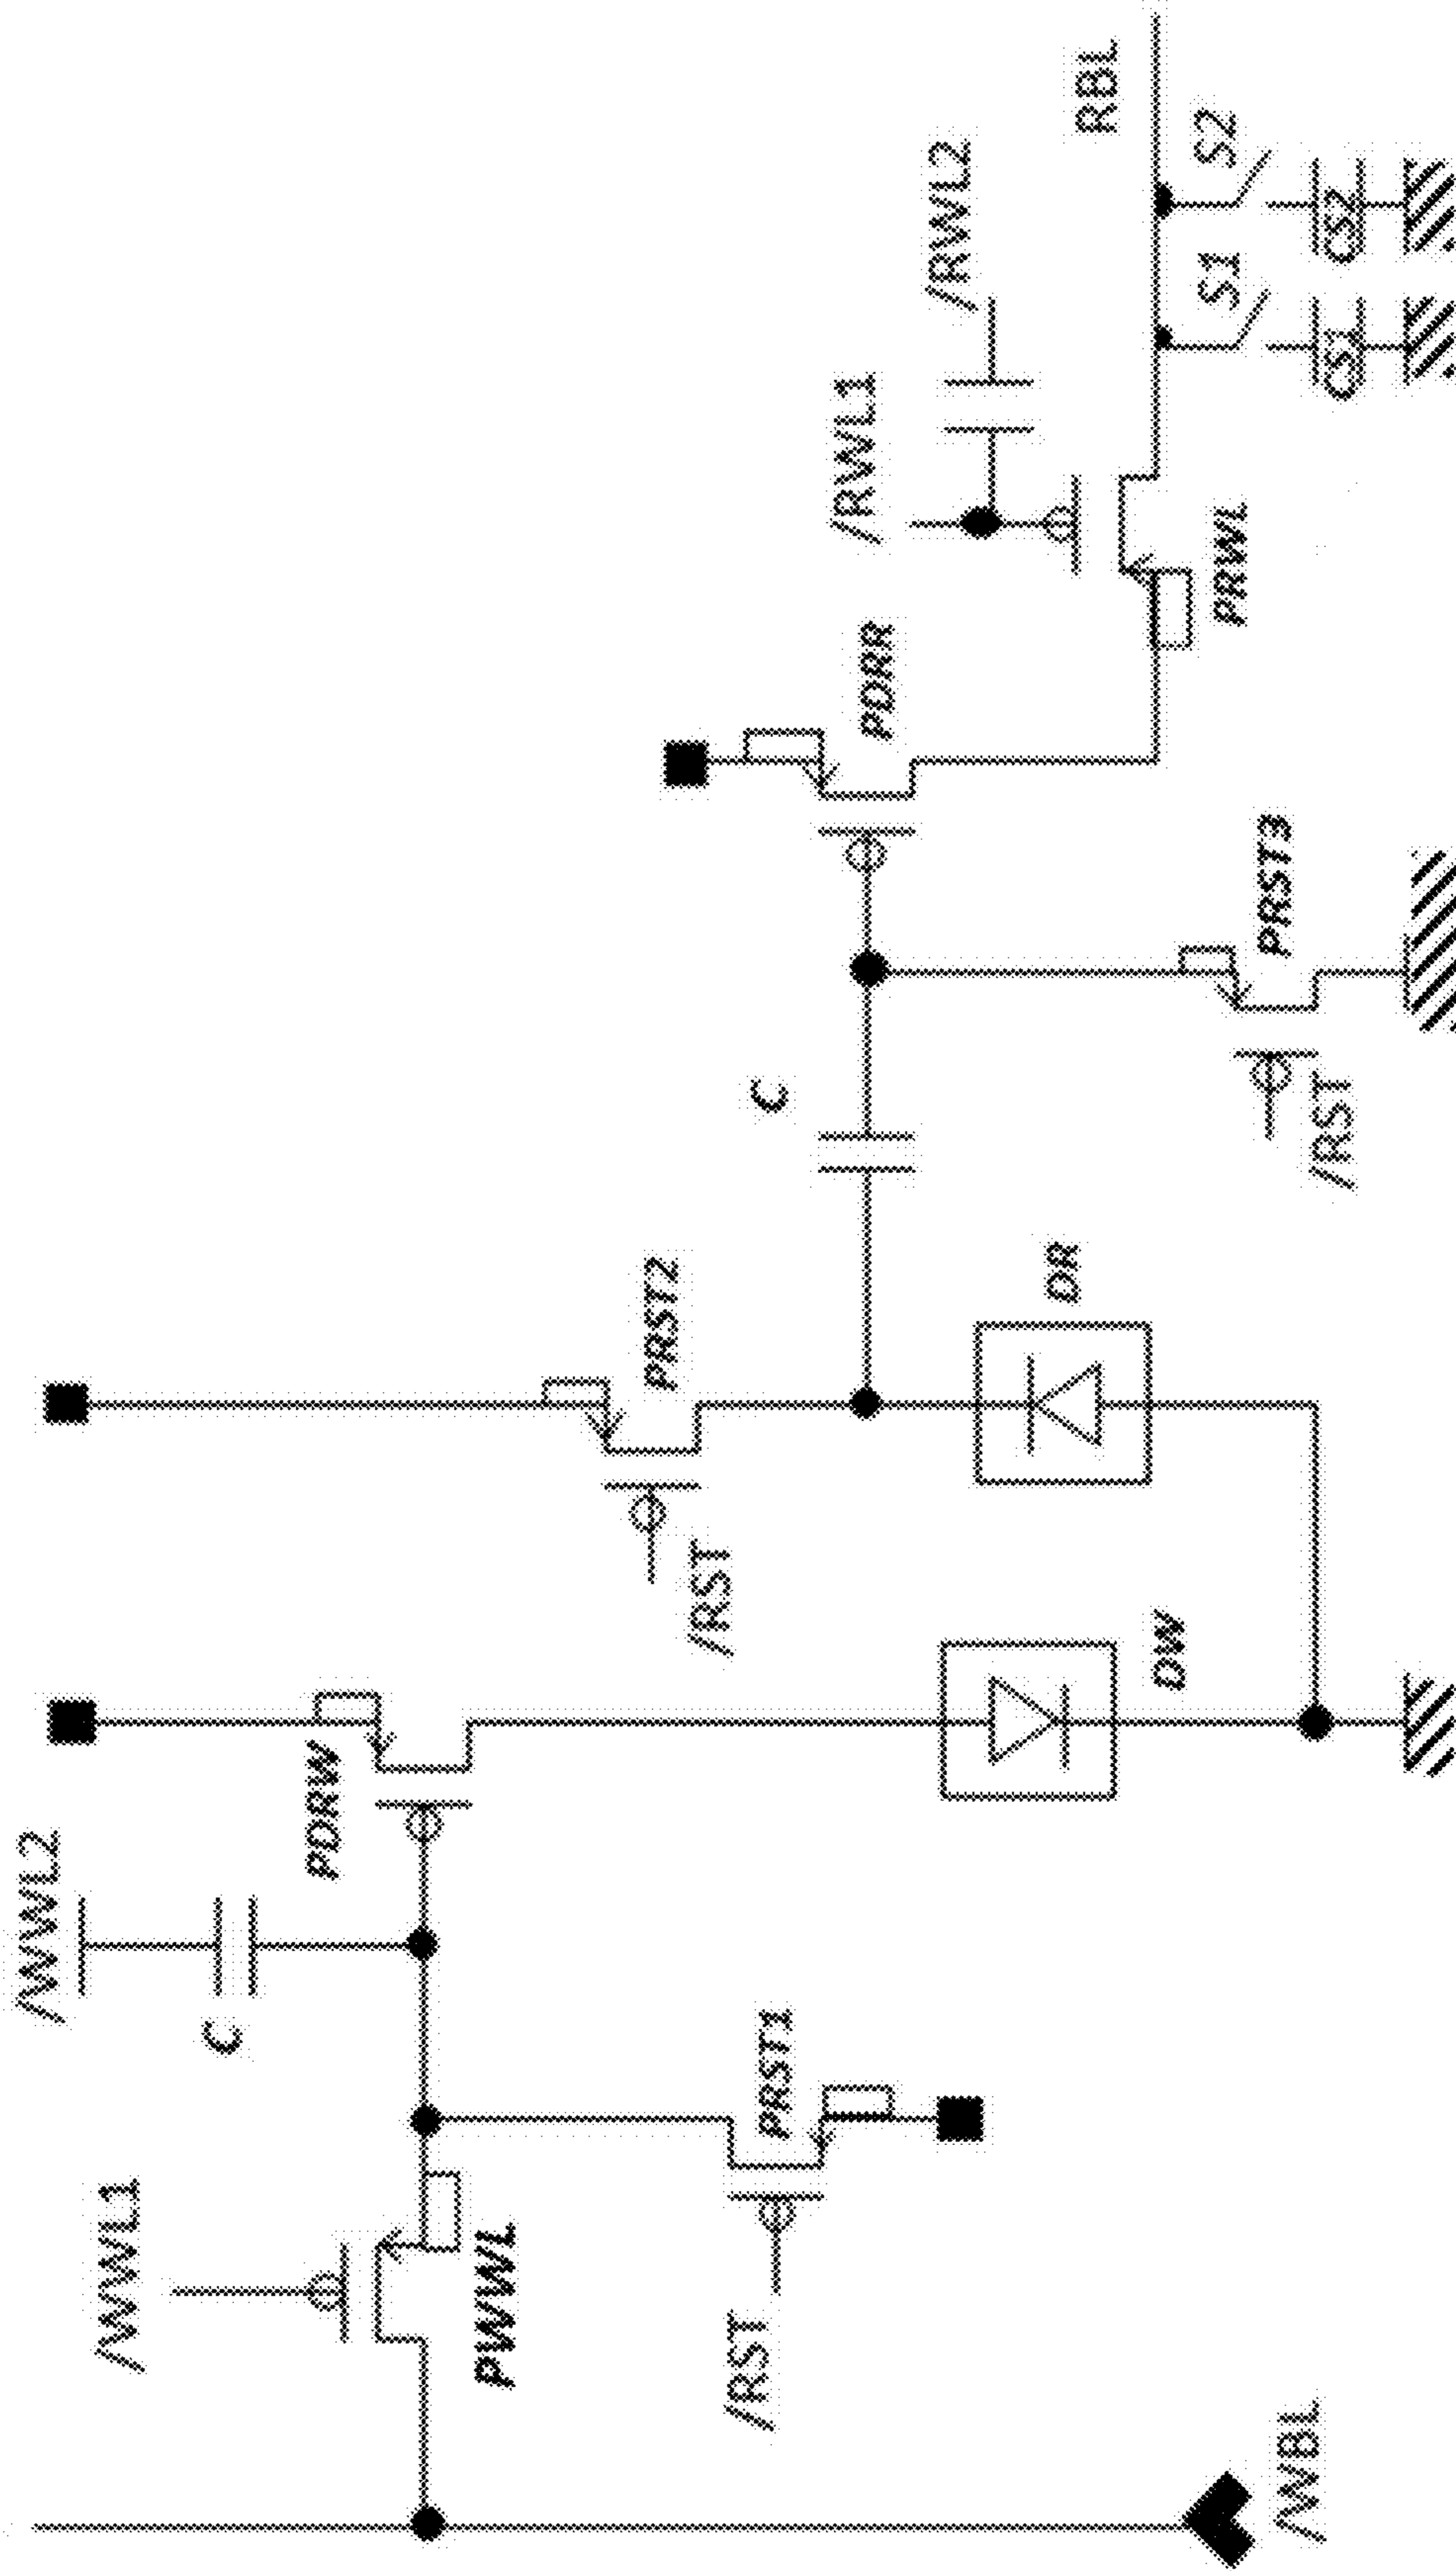 /WBL
/WWL1
PWWL
/RST
PRST1
C
/WWL2
PDRW
DW
/RST
PRST2
DR
C
/RST
PRST3
PDRR
PRWL
/RWL1
/RWL2
RBL
S1
S2
CS2